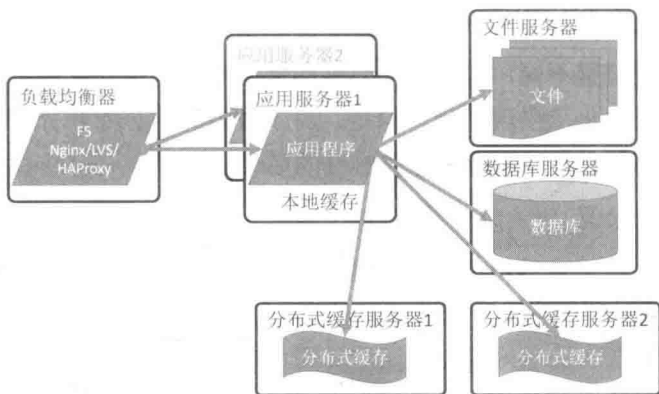 文件服务器
应用服务器2
负载均衡器
应用服务器1
文件
F5
Nginx/LVS/
HAProxy
应用程序
数据库服务器
本地缓存
数据库
分布式缓存服务器1
分布式缓存服务器2
分布式缓存
分布式缓存